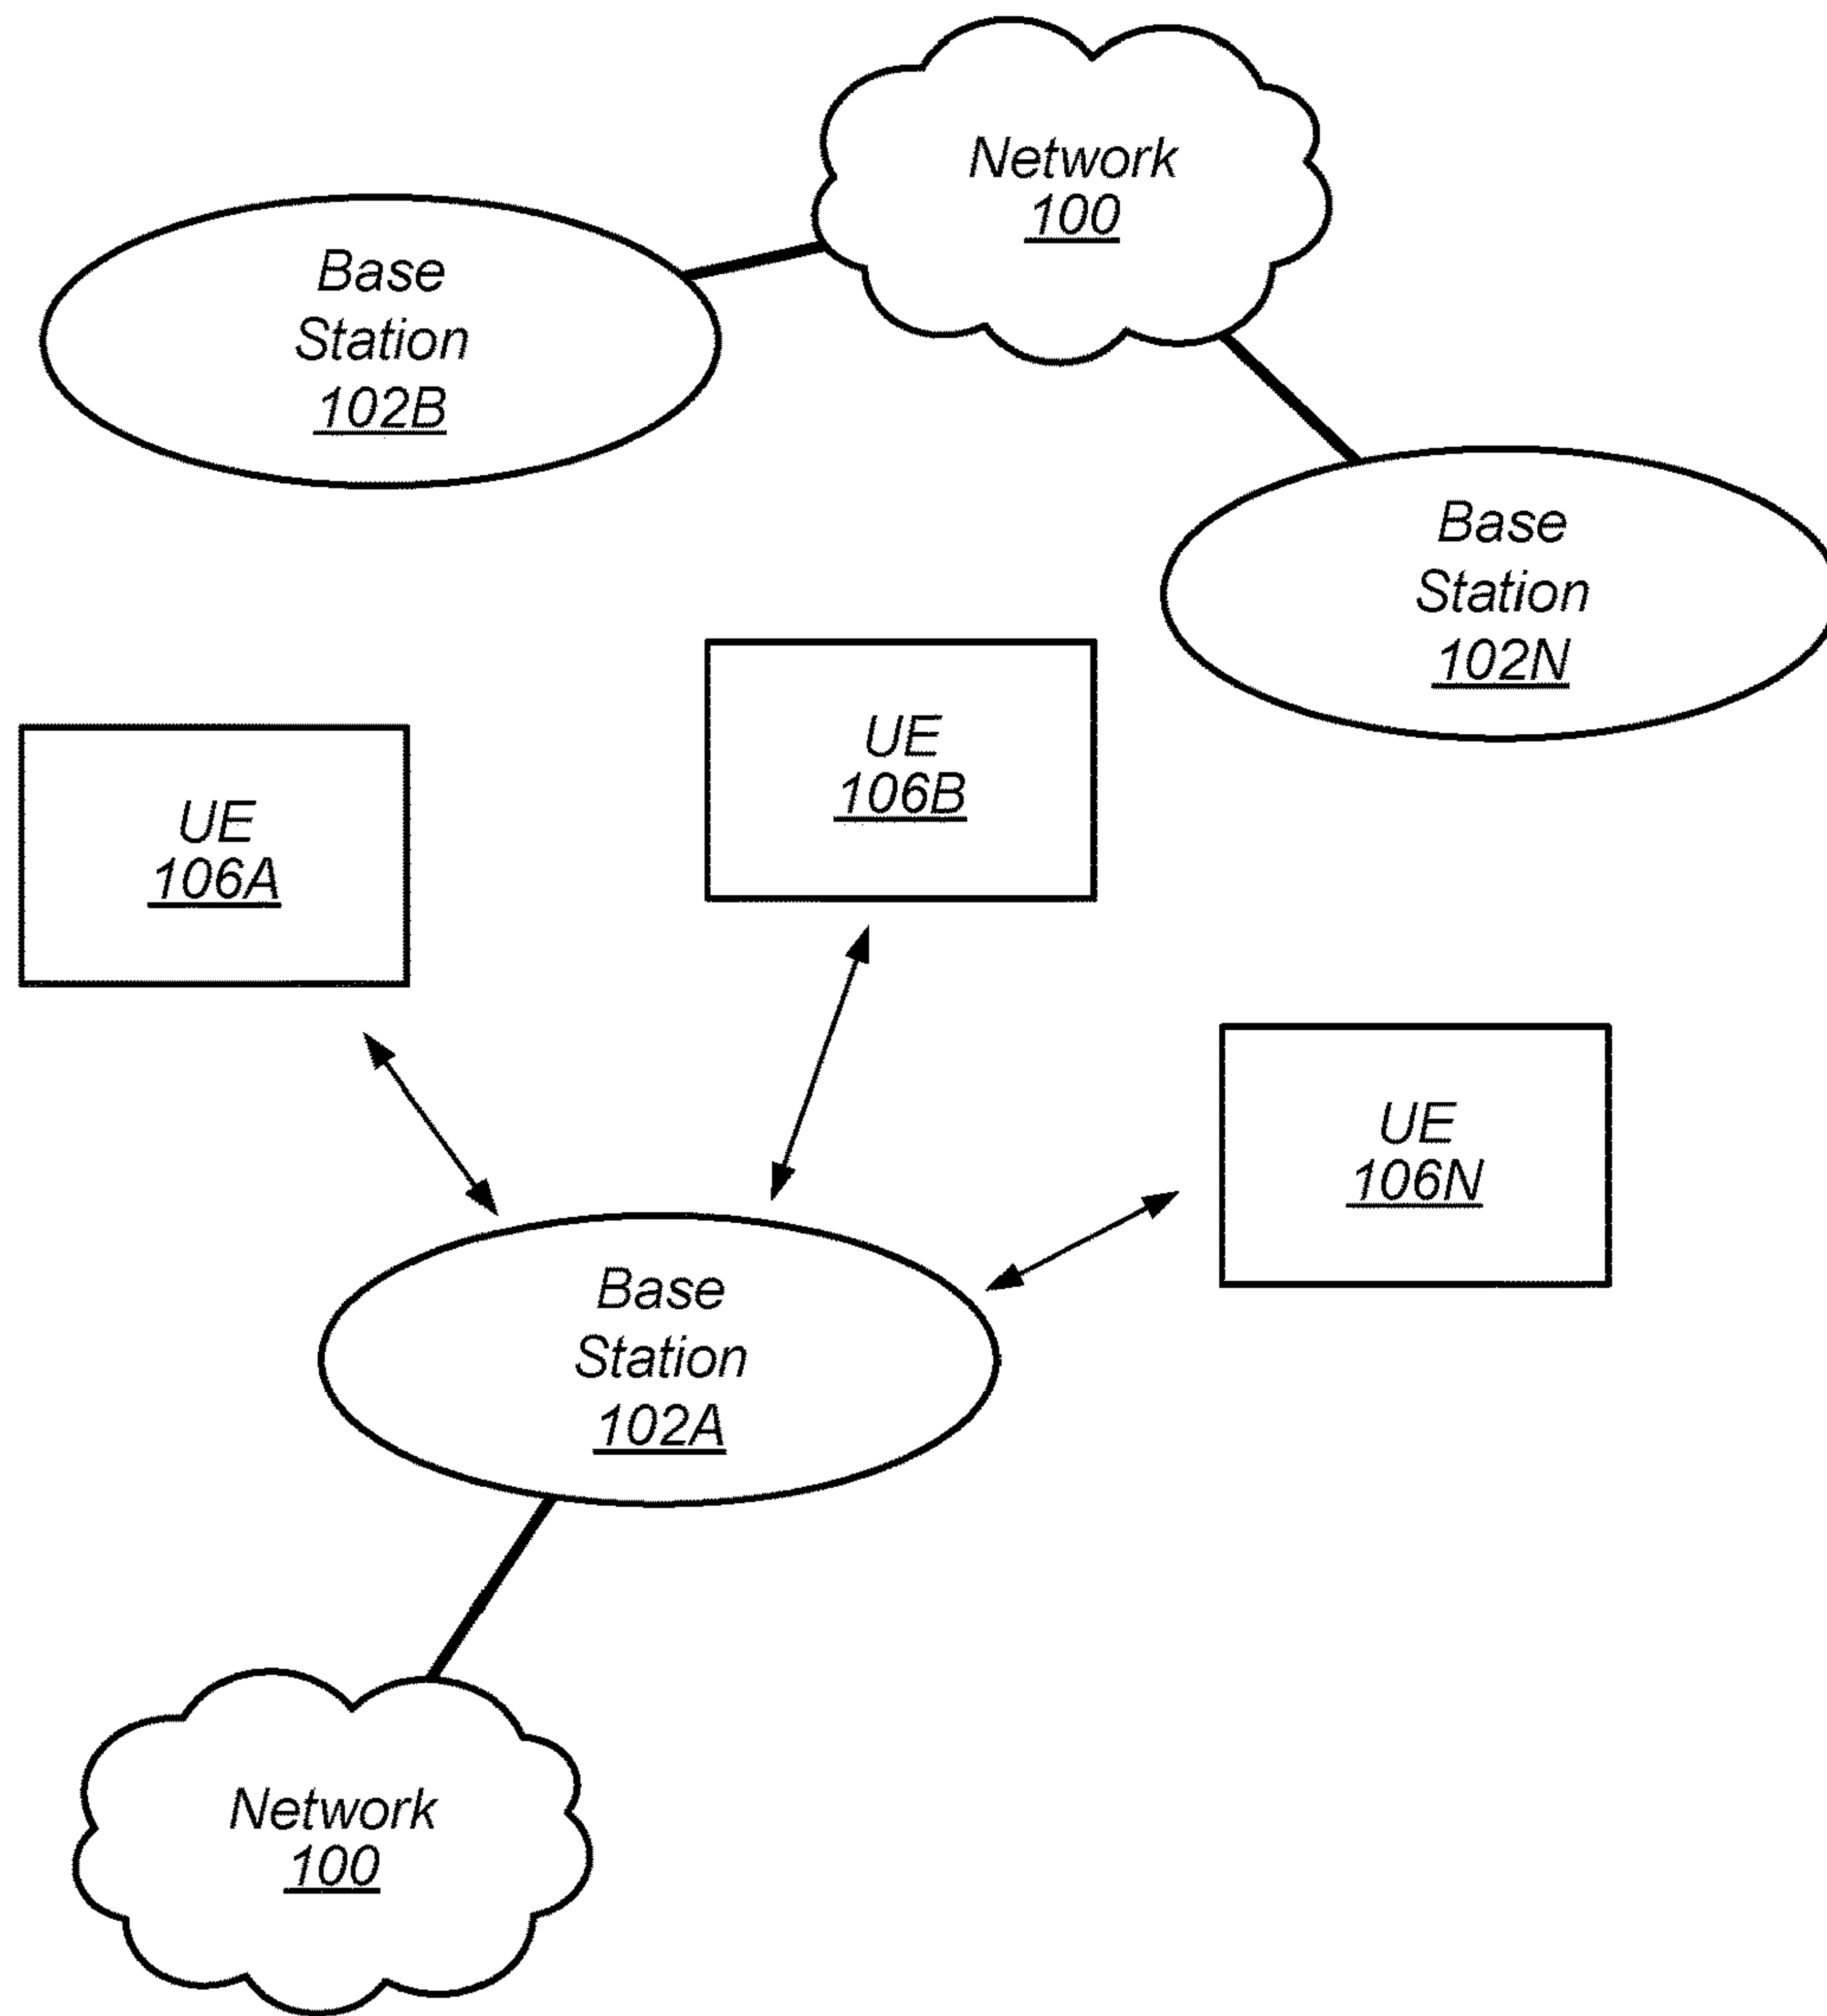 Network
100
Base
Station
102B
Base
Station
102N
UE
106B
UE
106A
UE
106N
Base
Station
102A
Network
100